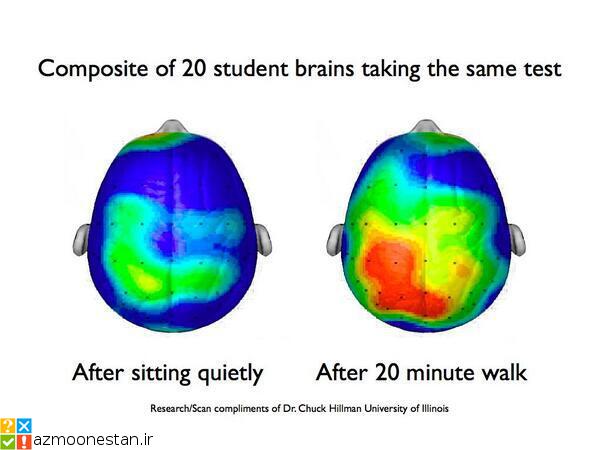 Composite of 20 student brains taking the same test
After sitting quietly
After 20 minute walk
Research/Scan compliments of Dr. Chuck Hillman University of Illinois
azmoonestan.ir